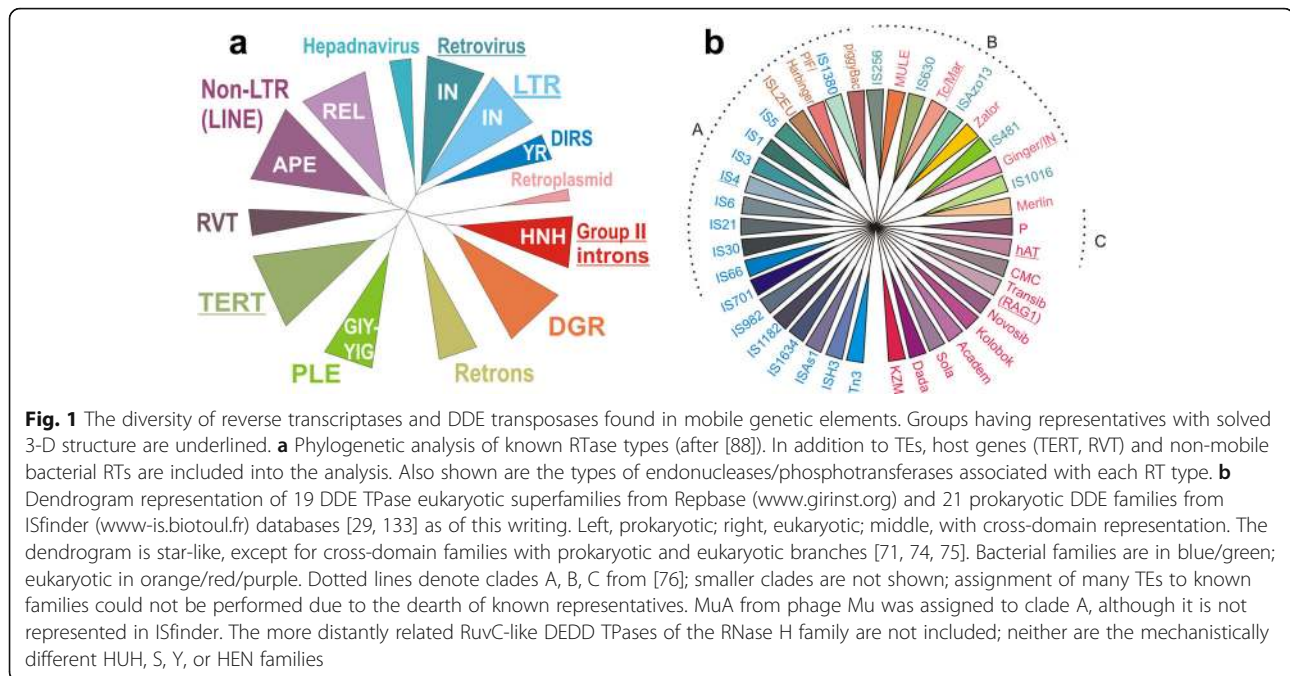 a
Hepadnavirus
Retrovirus
Non-LTR
(LINE)
REL
IN
LTR
IN
APE
YR
DIRS
Retroplasmid
RVT
HNH
Group II
introns
TERT
GIY-
YIG
DGR
PLE
Retrons
b
A
B
C
ISL2EU
PIF/
Harbinger
IS1380
piggyBac
IS256
MULE
IS630
Tc/Mar
ISAzo13
Zator
IS481
Ginger/IN
IS1016
Merlin
P
hAT
CMC
Transib
(RAG1)
Novosib
Kolobok
Academ
Sola
Dada
KZM
Tn3
ISH3
ISAs1
IS1634
IS1182
IS982
IS701
IS66
IS30
IS21
IS6
IS4
IS3
IS1
IS5
Fig. 1 The diversity of reverse transcriptases and DDE transposases found in mobile genetic elements. Groups having representatives with solved
3-D structure are underlined. a Phylogenetic analysis of known RTase types (after [88]). In addition to TEs, host genes (TERT, RVT) and non-mobile
bacterial RTs are included into the analysis. Also shown are the types of endonucleases/phosphotransferases associated with each RT type. b
Dendrogram representation of 19 DDE TPase eukaryotic superfamilies from Repbase (www.girinst.org) and 21 prokaryotic DDE families from
ISfinder (www-is.biotoul.fr) databases [29, 133] as of this writing. Left, prokaryotic; right, eukaryotic; middle, with cross-domain representation. The
dendrogram is star-like, except for cross-domain families with prokaryotic and eukaryotic branches [71, 74, 75]. Bacterial families are in blue/green;
eukaryotic in orange/red/purple. Dotted lines denote clades A, B, C from [76]; smaller clades are not shown; assignment of many TEs to known
families could not be performed due to the dearth of known representatives. MuA from phage Mu was assigned to clade A, although it is not
represented in ISfinder. The more distantly related RuvC-like DEDD TPases of the RNase H family are not included; neither are the mechanistically
different HUH, S, Y, or HEN families